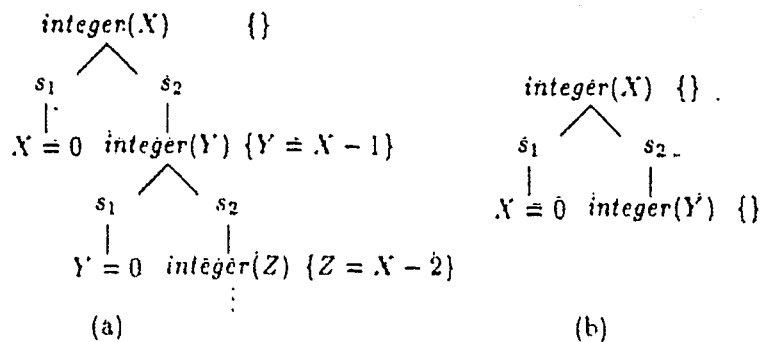 integer(X) {}
s₁ s₂
X = 0 integer(Y) {Y = X − 1}
s₁ s₂
Y = 0 integer(Z) {Z = X − 2}
(a)
integer(X) {}
s₁ s₂
X = 0 integer(Y) {}
(b)